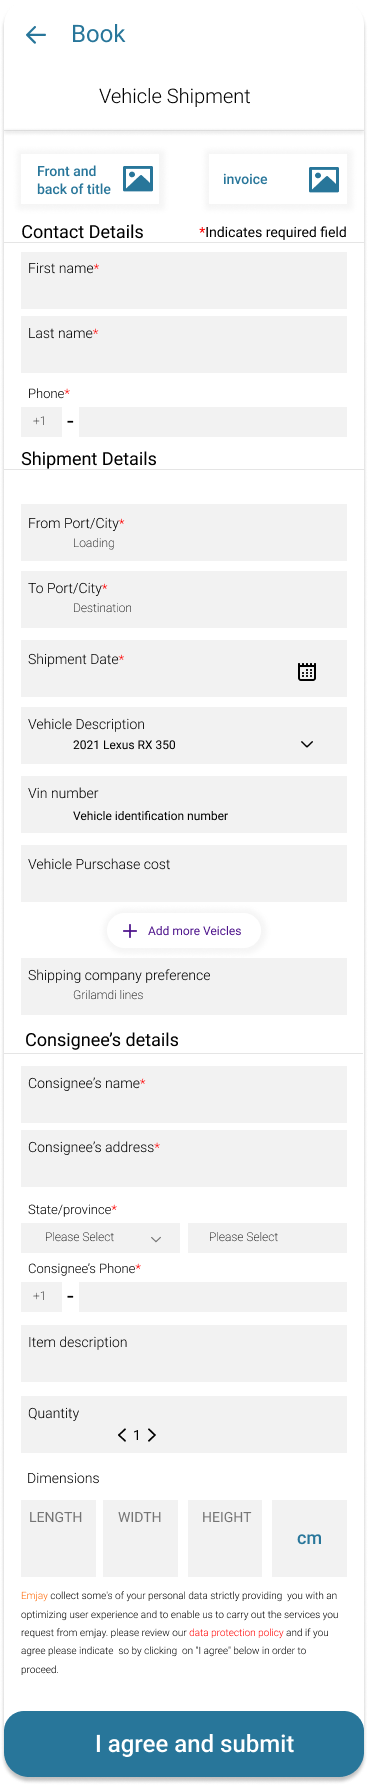 Book
Vehicle Shipment
Front and
back of title
invoice
Contact Details
*Indicates required field
First name*
Last name*
Phone*
+1 -
Shipment Details
From Port/City*
Loading
To Port/City*
Destination
Shipment Date*
Vehicle Description
2021 Lexus RX 350
Vin number
Vehicle identification number
Vehicle Purschase cost
+ Add more Veicles
Shipping company preference
Grilamdi lines
Consignee's details
Consignee's name*
Consignee's address*
State/province*
Please Select
Please Select
Consignee's Phone*
+1 -
Item description
Quantity
< 1 >
Dimensions
LENGTH
WIDTH
HEIGHT
cm
Emjay collect some's of your personal data strictly providing you with an
optimizing user experience and to enable us to carry out the services you
request from emjay. please review our data protection policy and if you
agree please indicate so by clicking on "I agree" below in order to
proceed.
I agree and submit